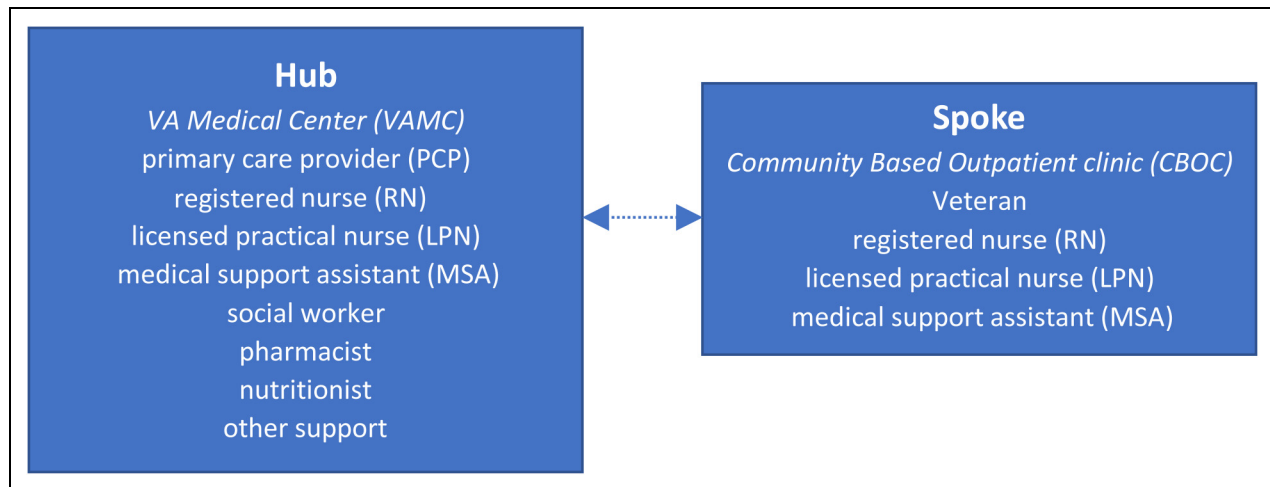 Hub
VA Medical Center (VAMC)
primary care provider (PCP)
registered nurse (RN)
licensed practical nurse (LPN)
medical support assistant (MSA)
social worker
pharmacist
nutritionist
other support
Spoke
Community Based Outpatient clinic (CBOC)
Veteran
registered nurse (RN)
licensed practical nurse (LPN)
medical support assistant (MSA)